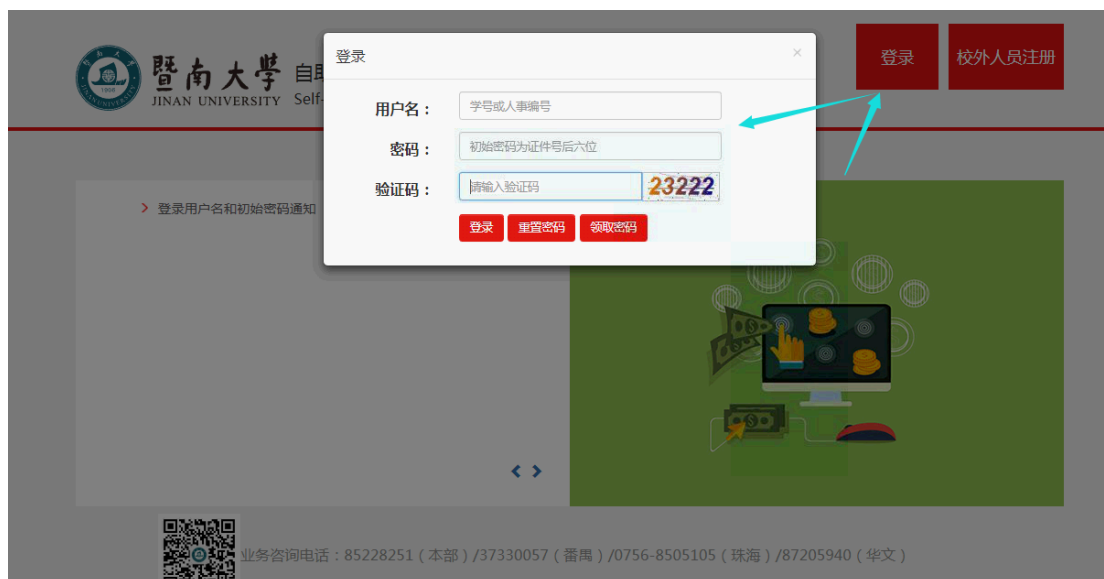 登录
×
登录
校外人员注册
1906
JINAN UNIVERSITY
暨南大學
JINAN UNIVERSITY
自助
Self-
用户名：
学号或人事编号
密码：
初始密码为证件号后六位
验证码：
请输入验证码
23222
登录
重置密码
领取密码
> 登录用户名和初始密码通知
业务咨询电话：85228251（本部）/37330057（番禺）/0756-8505105（珠海）/87205940（华文）